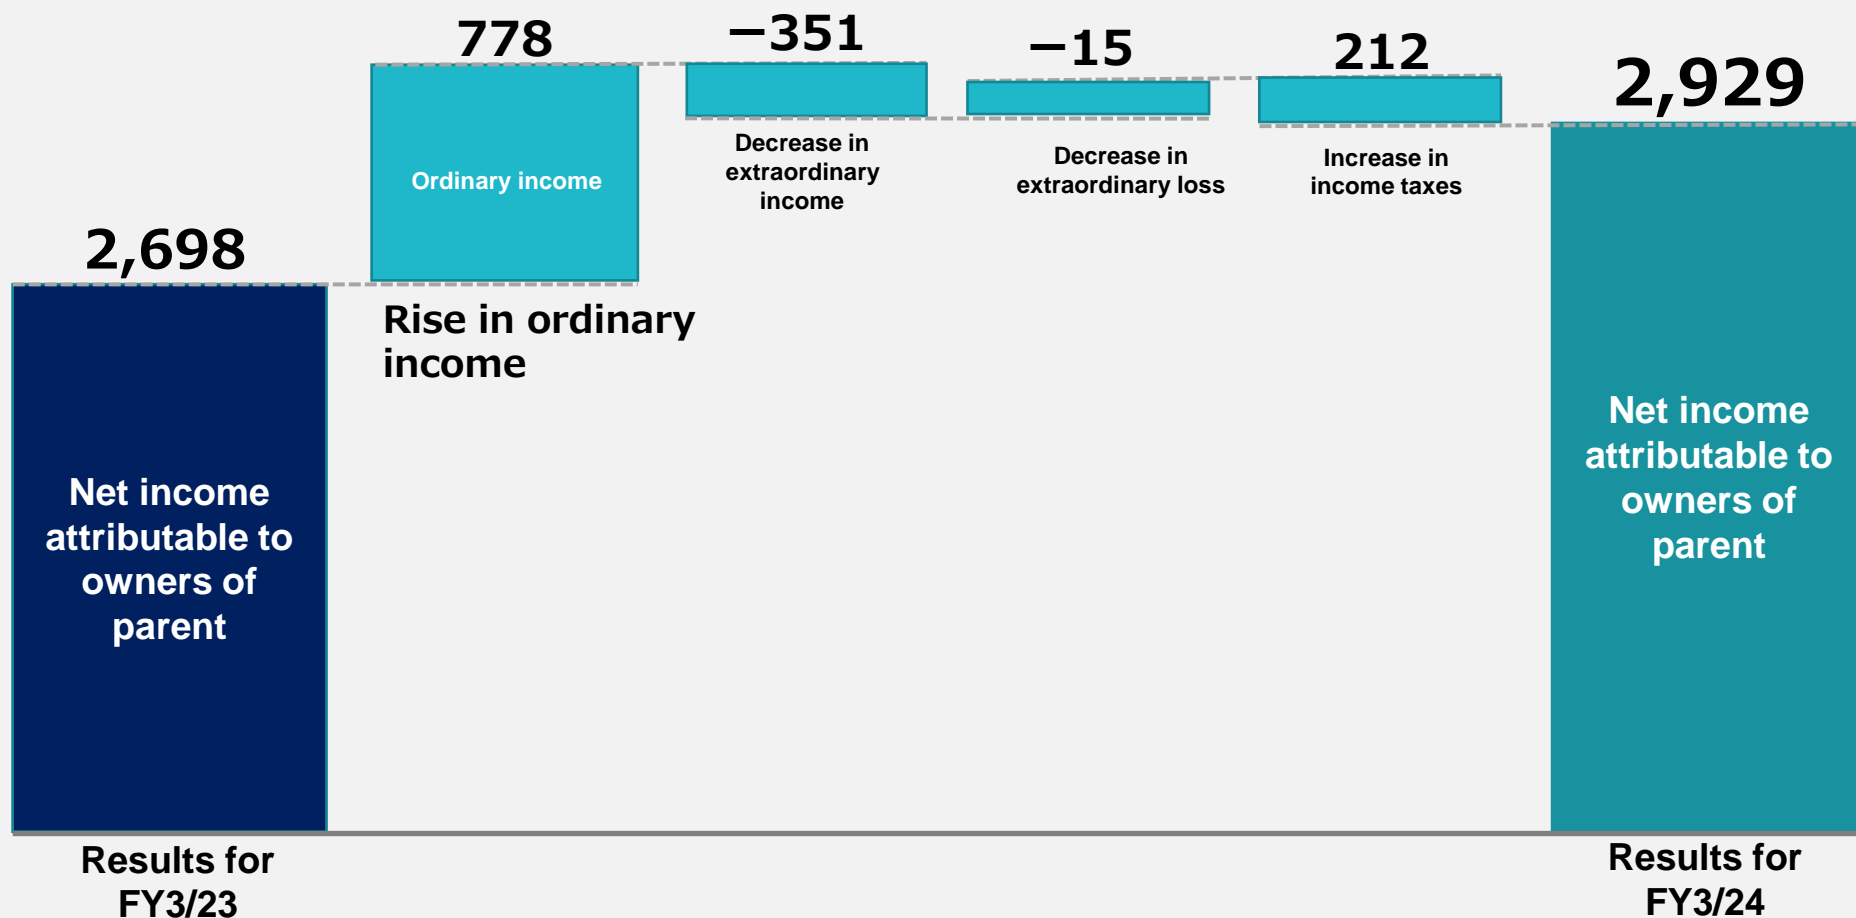 2,698
Net income
attributable to
owners of
parent
Results for
FY3/23
778
Ordinary income
Rise in ordinary
income
−351
Decrease in
extraordinary
income
−15
Decrease in
extraordinary loss
212
Increase in
income taxes
2,929
Net income
attributable to
owners of
parent
Results for
FY3/24